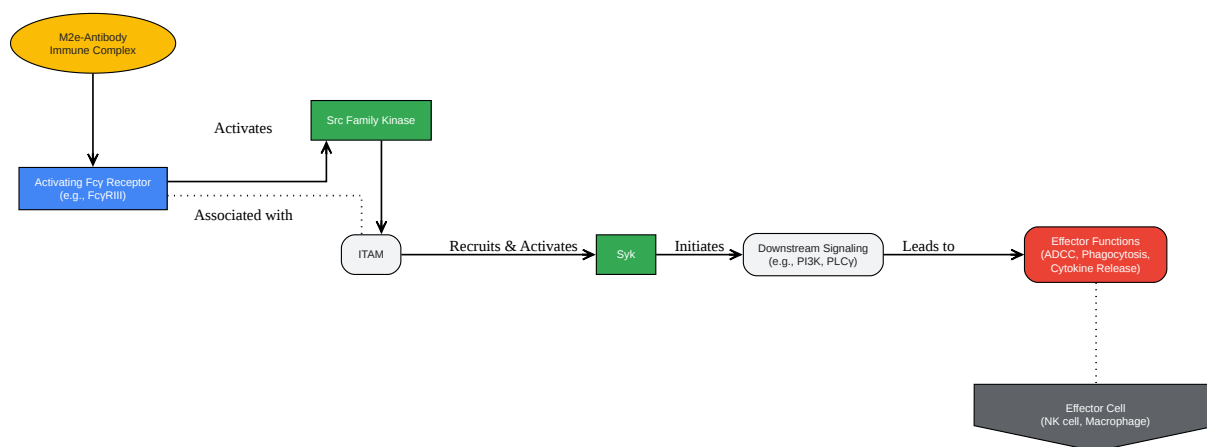 M2e-Antibody
Immune Complex
Activates
Src Family Kinase
Activating Fcγ Receptor
(e.g., FcγRIII)
Associated with
ITAM
Recruits & Activates
Syk
Initiates
Downstream Signaling
(e.g., PI3K, PLCγ)
Leads to
Effector Functions
(ADCC, Phagocytosis,
Cytokine Release)
Effector Cell
(NK cell, Macrophage)